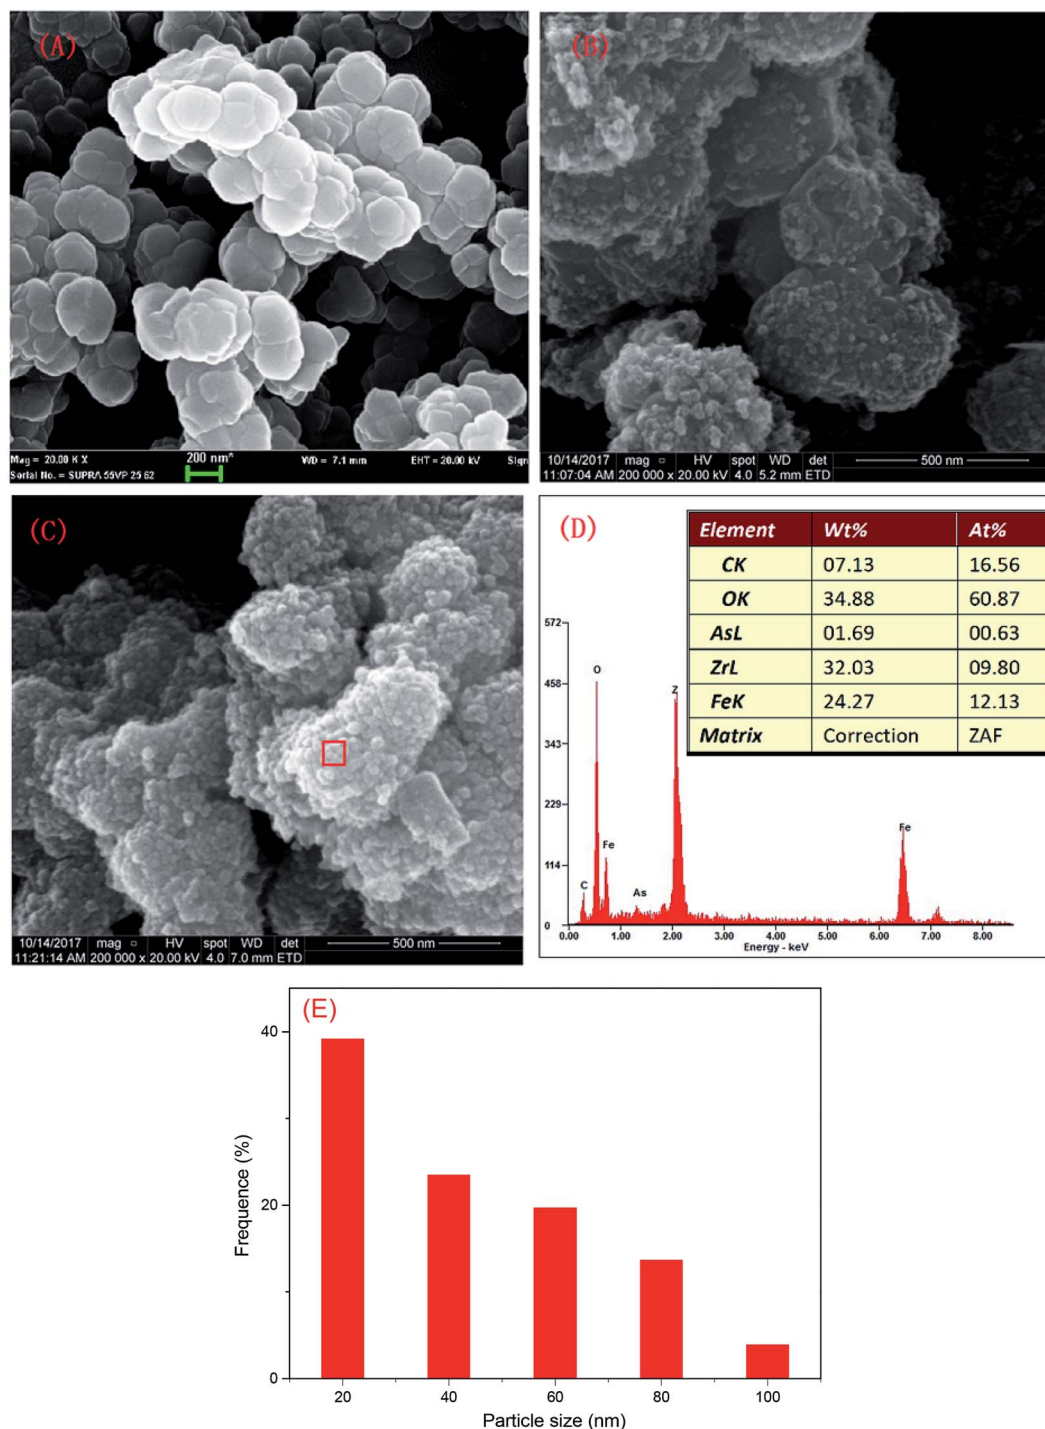 (A)
Mag = 20.00 K X
200 nm*
WD = 7.1 mm
EHT = 20.00 kV
Sign
Serial No. = SUPRA 55VP 25 62
(B)
10/14/2017 mag □ HV spot WD det
500 nm
11:07:04 AM 200 000 x 20.00 kV 4.0 5.2 mm ETD
(C)
10/14/2017 mag □ HV spot WD det
500 nm
11:21:14 AM 200 000 x 20.00 kV 4.0 7.0 mm ETD
(D)
Element Wt% At%
CK 07.13 16.56
OK 34.88 60.87
AsL 01.69 00.63
ZrL 32.03 09.80
FeK 24.27 12.13
Matrix Correction ZAF
572
458
343
229
114
0
C
O
Fe
As
Z
Fe
0.00 1.00 2.00 3.00 4.00 5.00 6.00 7.00 8.00
Energy - keV
(E)
Frequence (%)
40
20
0
20 40 60 80 100
Particle size (nm)